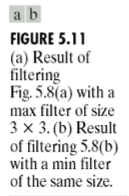 a b
FIGURE 5.11
(a) Result of
filtering
Fig. 5.8(a) with a
max filter of size
3 × 3. (b) Result
of filtering 5.8(b)
with a min filter
of the same size.